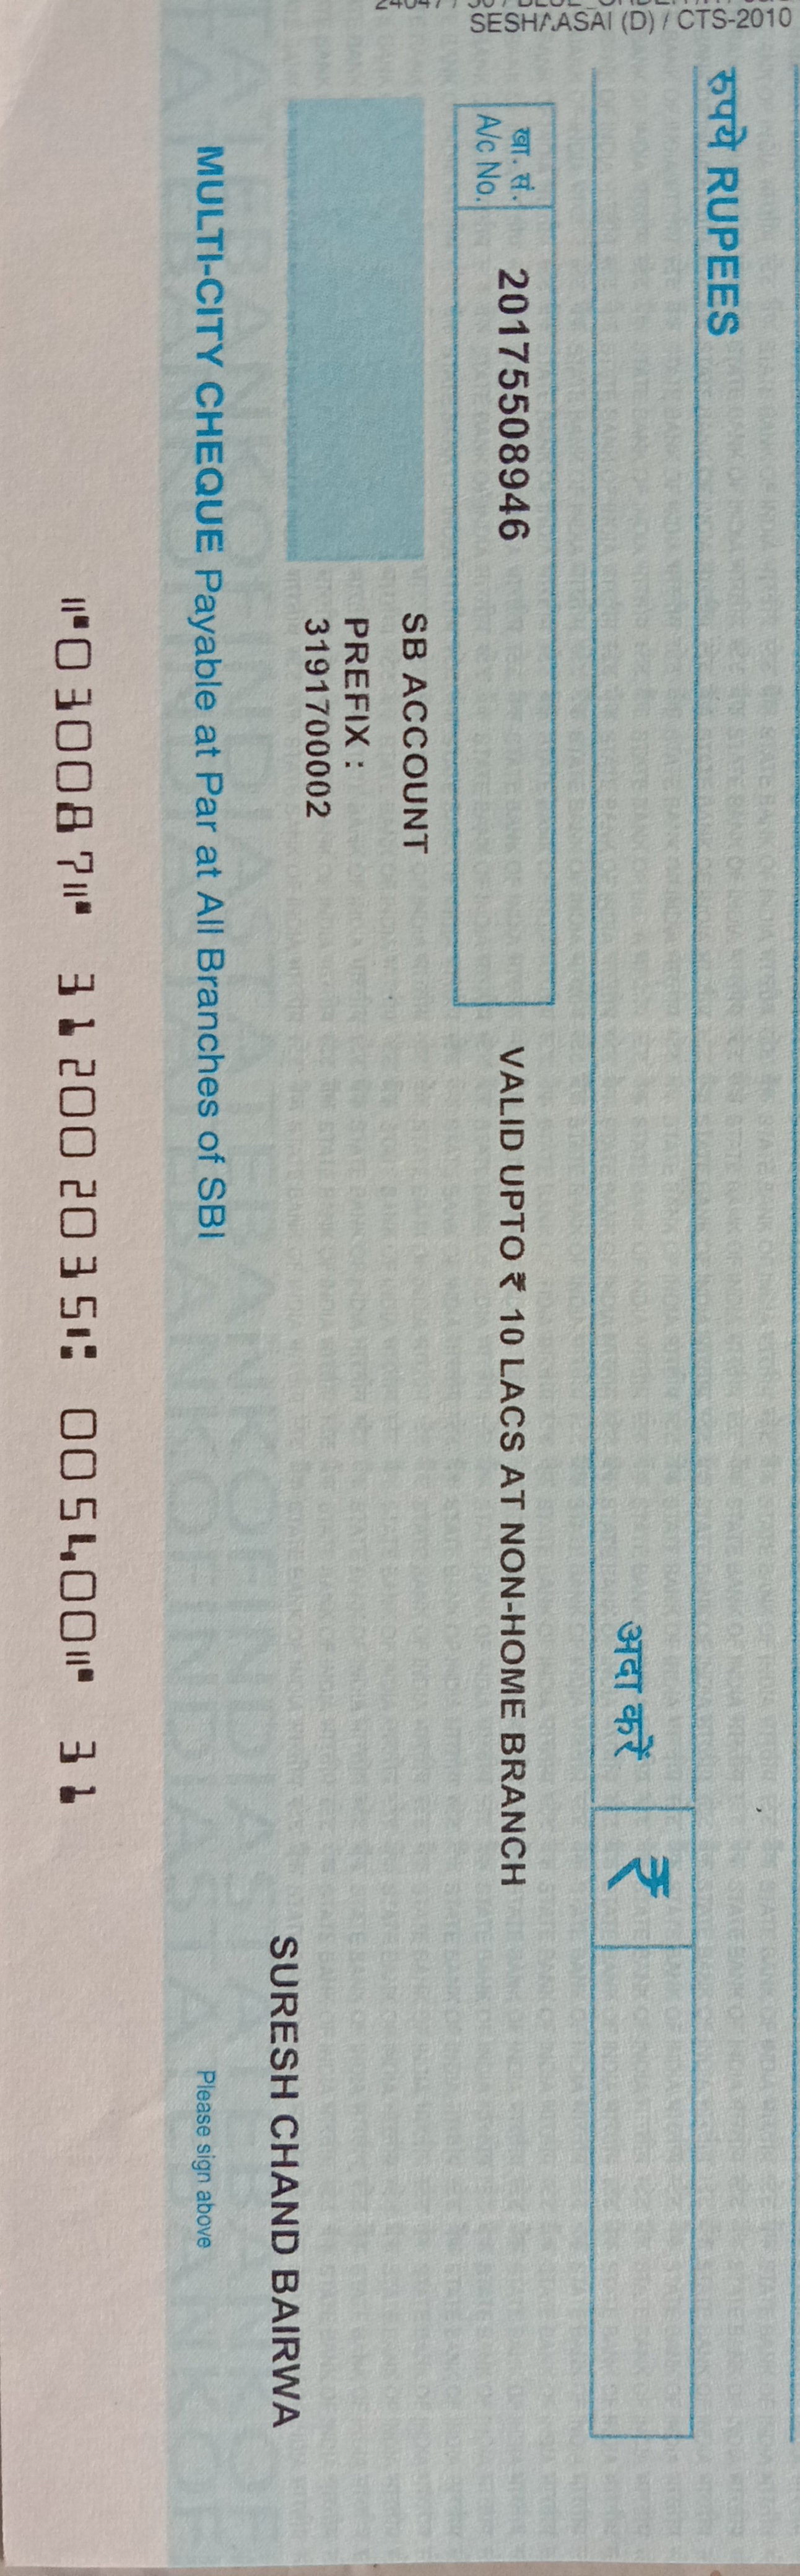 SESHAASAI (D) / CTS-2010
रुपये RUPEES
अदा करें ₹
खा. सं.
A/c No.
20175508946
VALID UPTO ₹ 10 LACS AT NON-HOME BRANCH
SB ACCOUNT
PREFIX :
3191700002
SURESH CHAND BAIRWA
MULTI-CITY CHEQUE Payable at Par at All Branches of SBI
Please sign above
⑈030087⑈ 312002035⑆ 005400⑈ 31